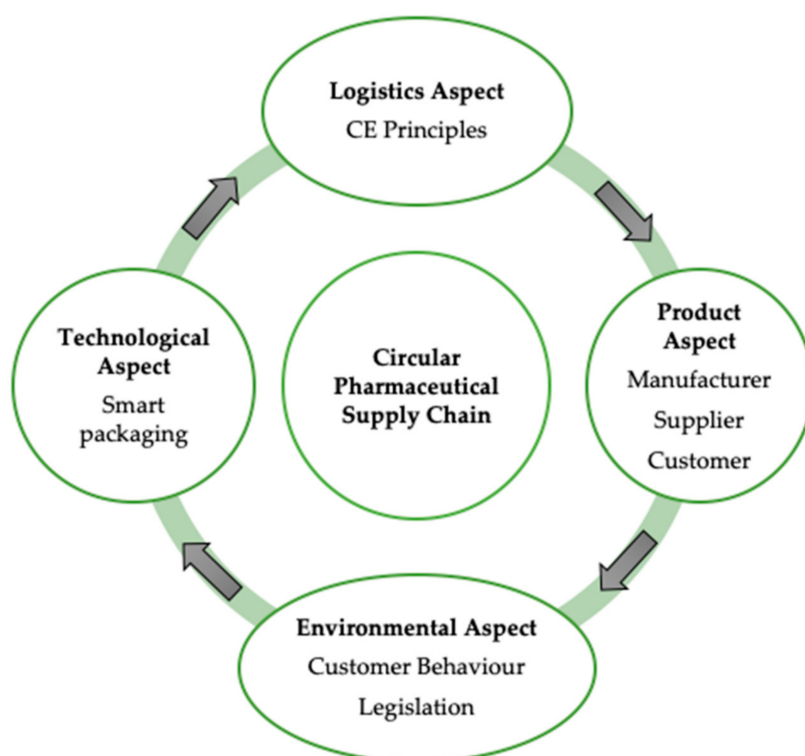 Logistics Aspect
CE Principles
Technological
Aspect
Smart
packaging
Circular
Pharmaceutical
Supply Chain
Product
Aspect
Manufacturer
Supplier
Customer
Environmental Aspect
Customer Behaviour
Legislation